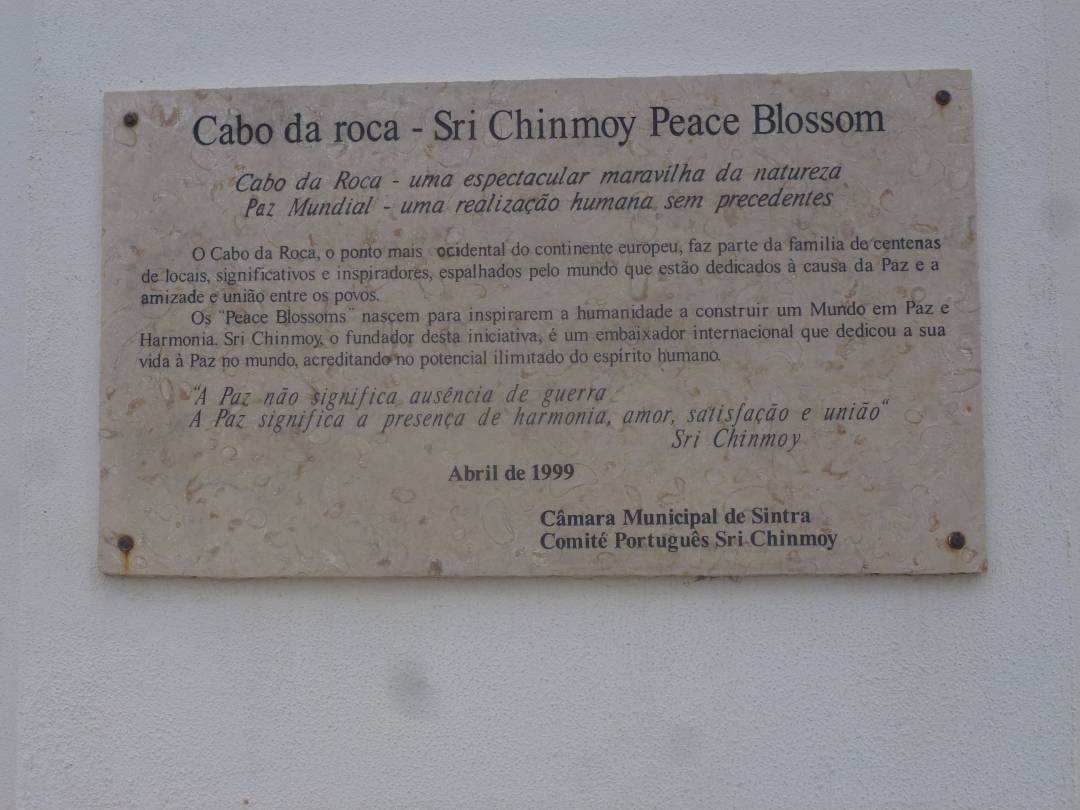 Cabo da roca - Sri Chinmoy Peace Blossom
Cabo da Roca - uma espectacular maravilha da natureza
Paz Mundial - uma realização humana sem precedentes
O Cabo da Roca, o ponto mais ocidental do continente europeu, faz parte da familia de centenas
de locais, significativos e inspiradores, espalhados pelo mundo que estão dedicados à causa da Paz e a
amizade e união entre os povos.
Os "Peace Blossoms" nasçem para inspirarem a humanidade a construir um Mundo em Paz e
Harmonia. Sri Chinmoy, o fundador desta iniciativa, é um embaixador internacional que dedicou a sua
vida à Paz no mundo, acreditando no potencial ilimitado do espírito humano.
"A Paz não significa ausência de guerra
A Paz significa a presença de harmonia, amor, satisfação e união"
Sri Chinmoy
Abril de 1999
Câmara Municipal de Sintra
Comité Português Sri Chinmoy